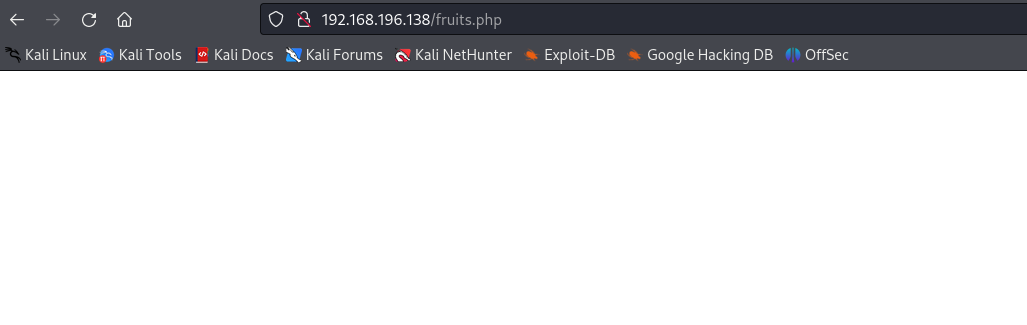 192.168.196.138/fruits.php
Kali Linux Kali Tools Kali Docs Kali Forums Kali NetHunter Exploit-DB Google Hacking DB OffSec